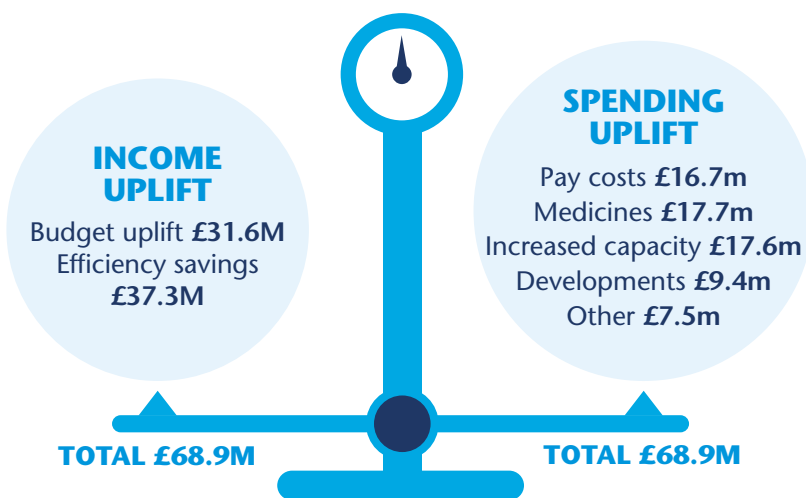 INCOME
UPLIFT
Budget uplift £31.6M
Efficiency savings
£37.3M
TOTAL £68.9M
SPENDING
UPLIFT
Pay costs £16.7m
Medicines £17.7m
Increased capacity £17.6m
Developments £9.4m
Other £7.5m
TOTAL £68.9M